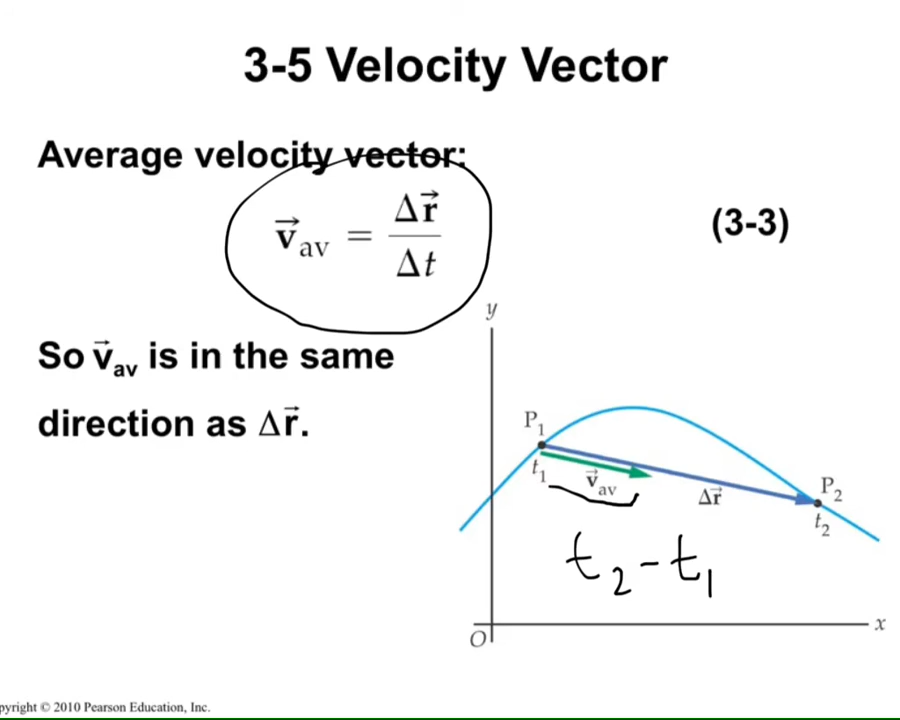 3-5 Velocity Vector
Average velocity vector:
v⃗av = Δr⃗/Δt
(3-3)
So v⃗av is in the same
direction as Δr⃗.
y
P1
t1
v⃗av
Δr⃗
P2
t2
t2-t1
O
x
pyright © 2010 Pearson Education, Inc.